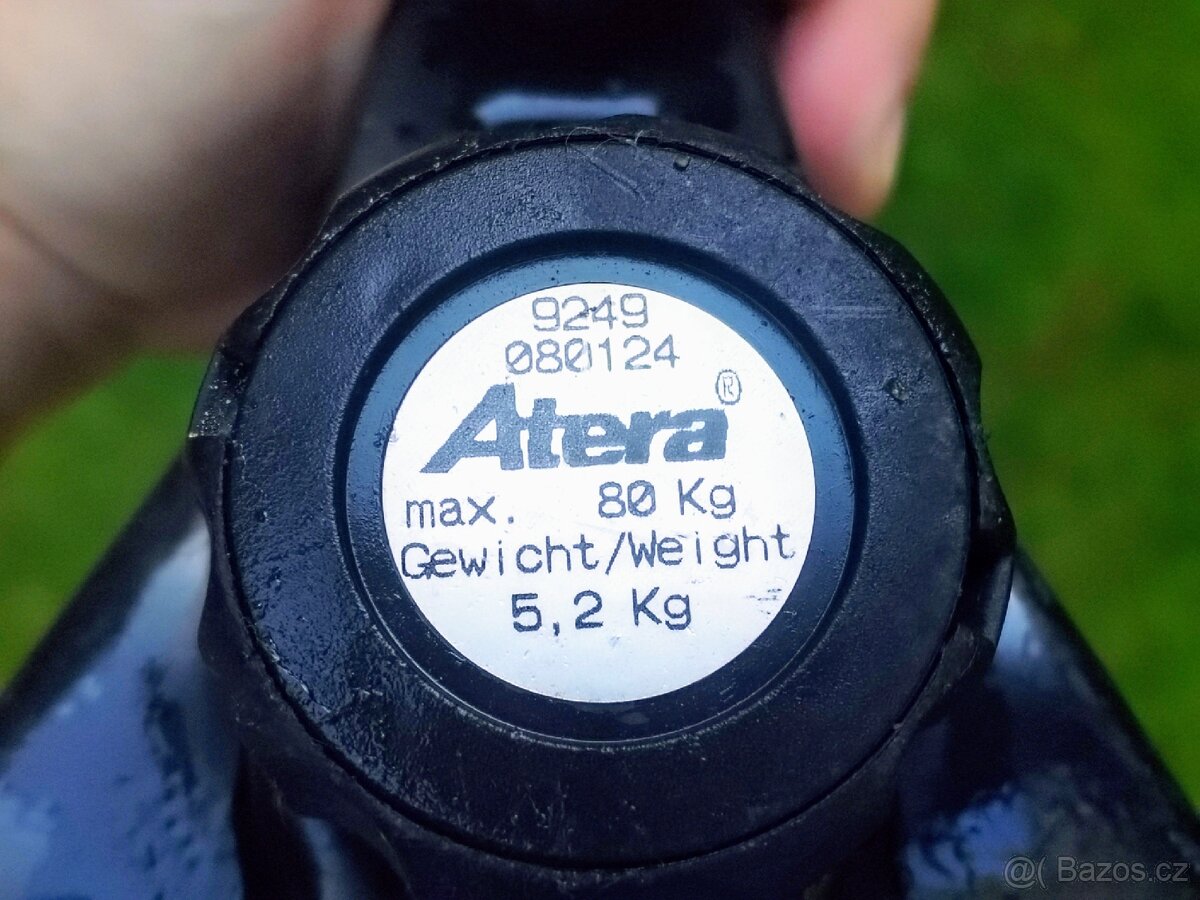 9249
080124
Atera®
max. 80 Kg
Gewicht/Weight
5,2 Kg
@( Bazos.cz